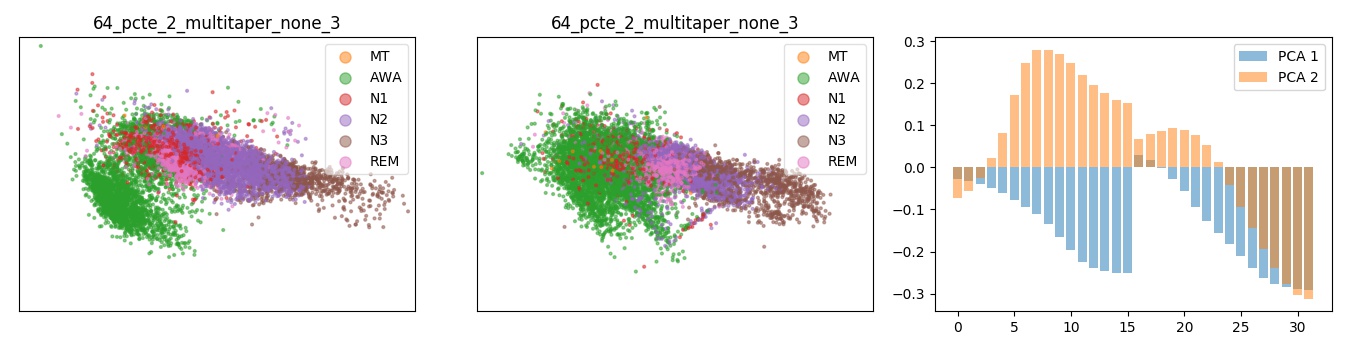 64_pcte_2_multitaper_none_3
MT
AWA
N1
N2
N3
REM
64_pcte_2_multitaper_none_3
MT
AWA
N1
N2
N3
REM
0.3
0.2
0.1
0.0
−0.1
−0.2
−0.3
0 5 10 15 20 25 30
PCA 1
PCA 2